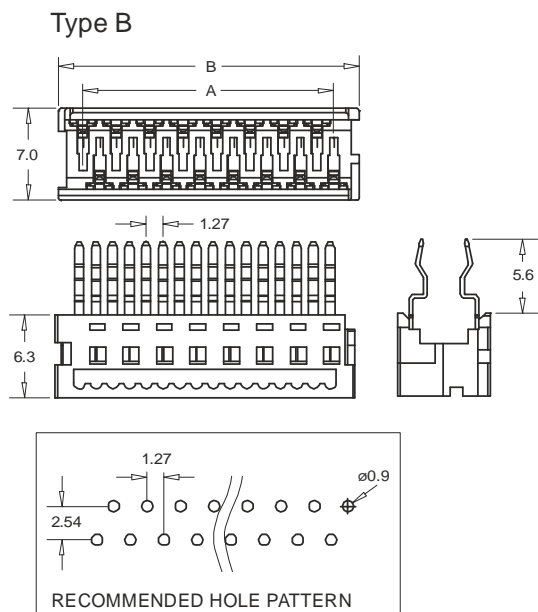 Type B
B
A
7.0
1.27
5.6
6.3
1.27
ø0.9
2.54
RECOMMENDED HOLE PATTERN